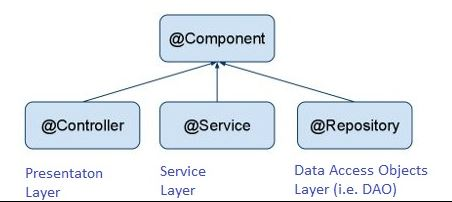 @Component
@Controller
@Service
@Repository
Presentaton
Layer
Service
Layer
Data Access Objects
Layer (i.e. DAO)